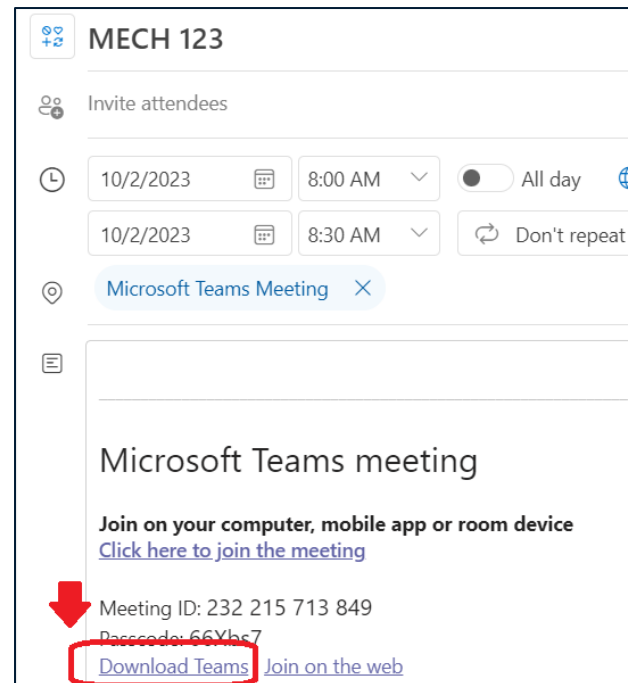 MECH 123
Invite attendees
10/2/2023 8:00 AM All day
10/2/2023 8:30 AM Don't repeat
Microsoft Teams Meeting
Microsoft Teams meeting
Join on your computer, mobile app or room device
Click here to join the meeting
Meeting ID: 232 215 713 849
Passcode: 66Xbs7
Download Teams Join on the web